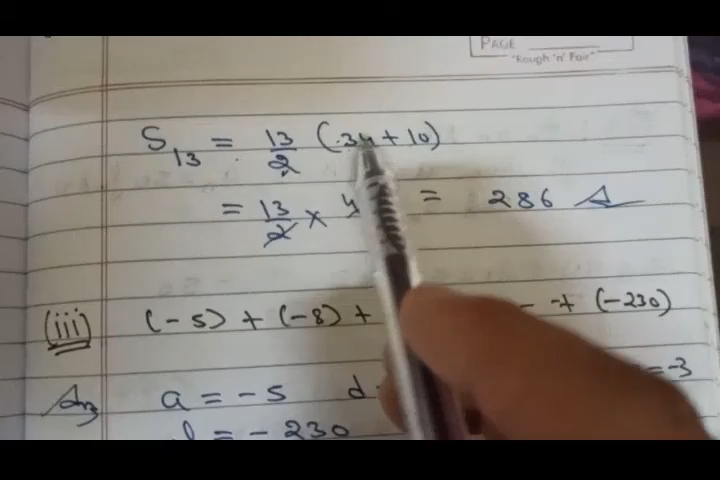 PAGE
"Rough 'n' Fair"
S₁₃ = 13/2 (34 + 10)
= 13/2 × 4 = 286 A
(iii) (-5) + (-8) + - + (-230)
Ans a = -5 d = -3
l = -230